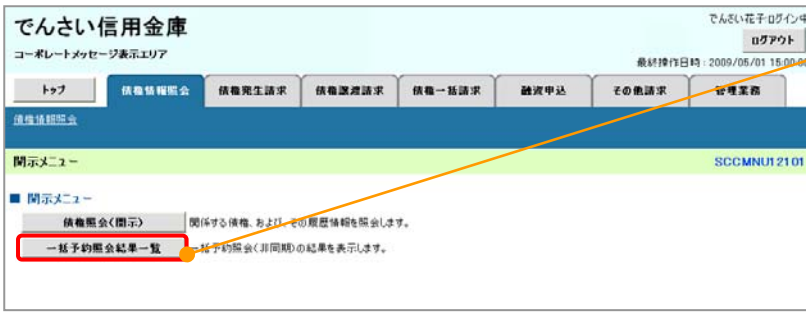 でんさい信用金庫
コーポレートメッセージ表示エリア
でんさい花子ログイン中
ログアウト
最終操作日時：2009/05/01 15:00:00
トップ
債権情報照会
債権発生請求
債権譲渡請求
債権一括請求
融資申込
その他請求
管理業務
債権情報照会
開示メニュー
SCCMNU12101
■ 開示メニュー
債権照会(開示)
関係する債権、および、その履歴情報を照会します。
一括予約照会結果一覧
一括予約照会(非同期)の結果を表示します。